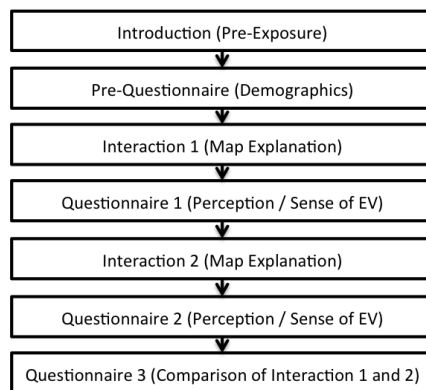 Introduction (Pre-Exposure)
Pre-Questionnaire (Demographics)
Interaction 1 (Map Explanation)
Questionnaire 1 (Perception / Sense of EV)
Interaction 2 (Map Explanation)
Questionnaire 2 (Perception / Sense of EV)
Questionnaire 3 (Comparison of Interaction 1 and 2)